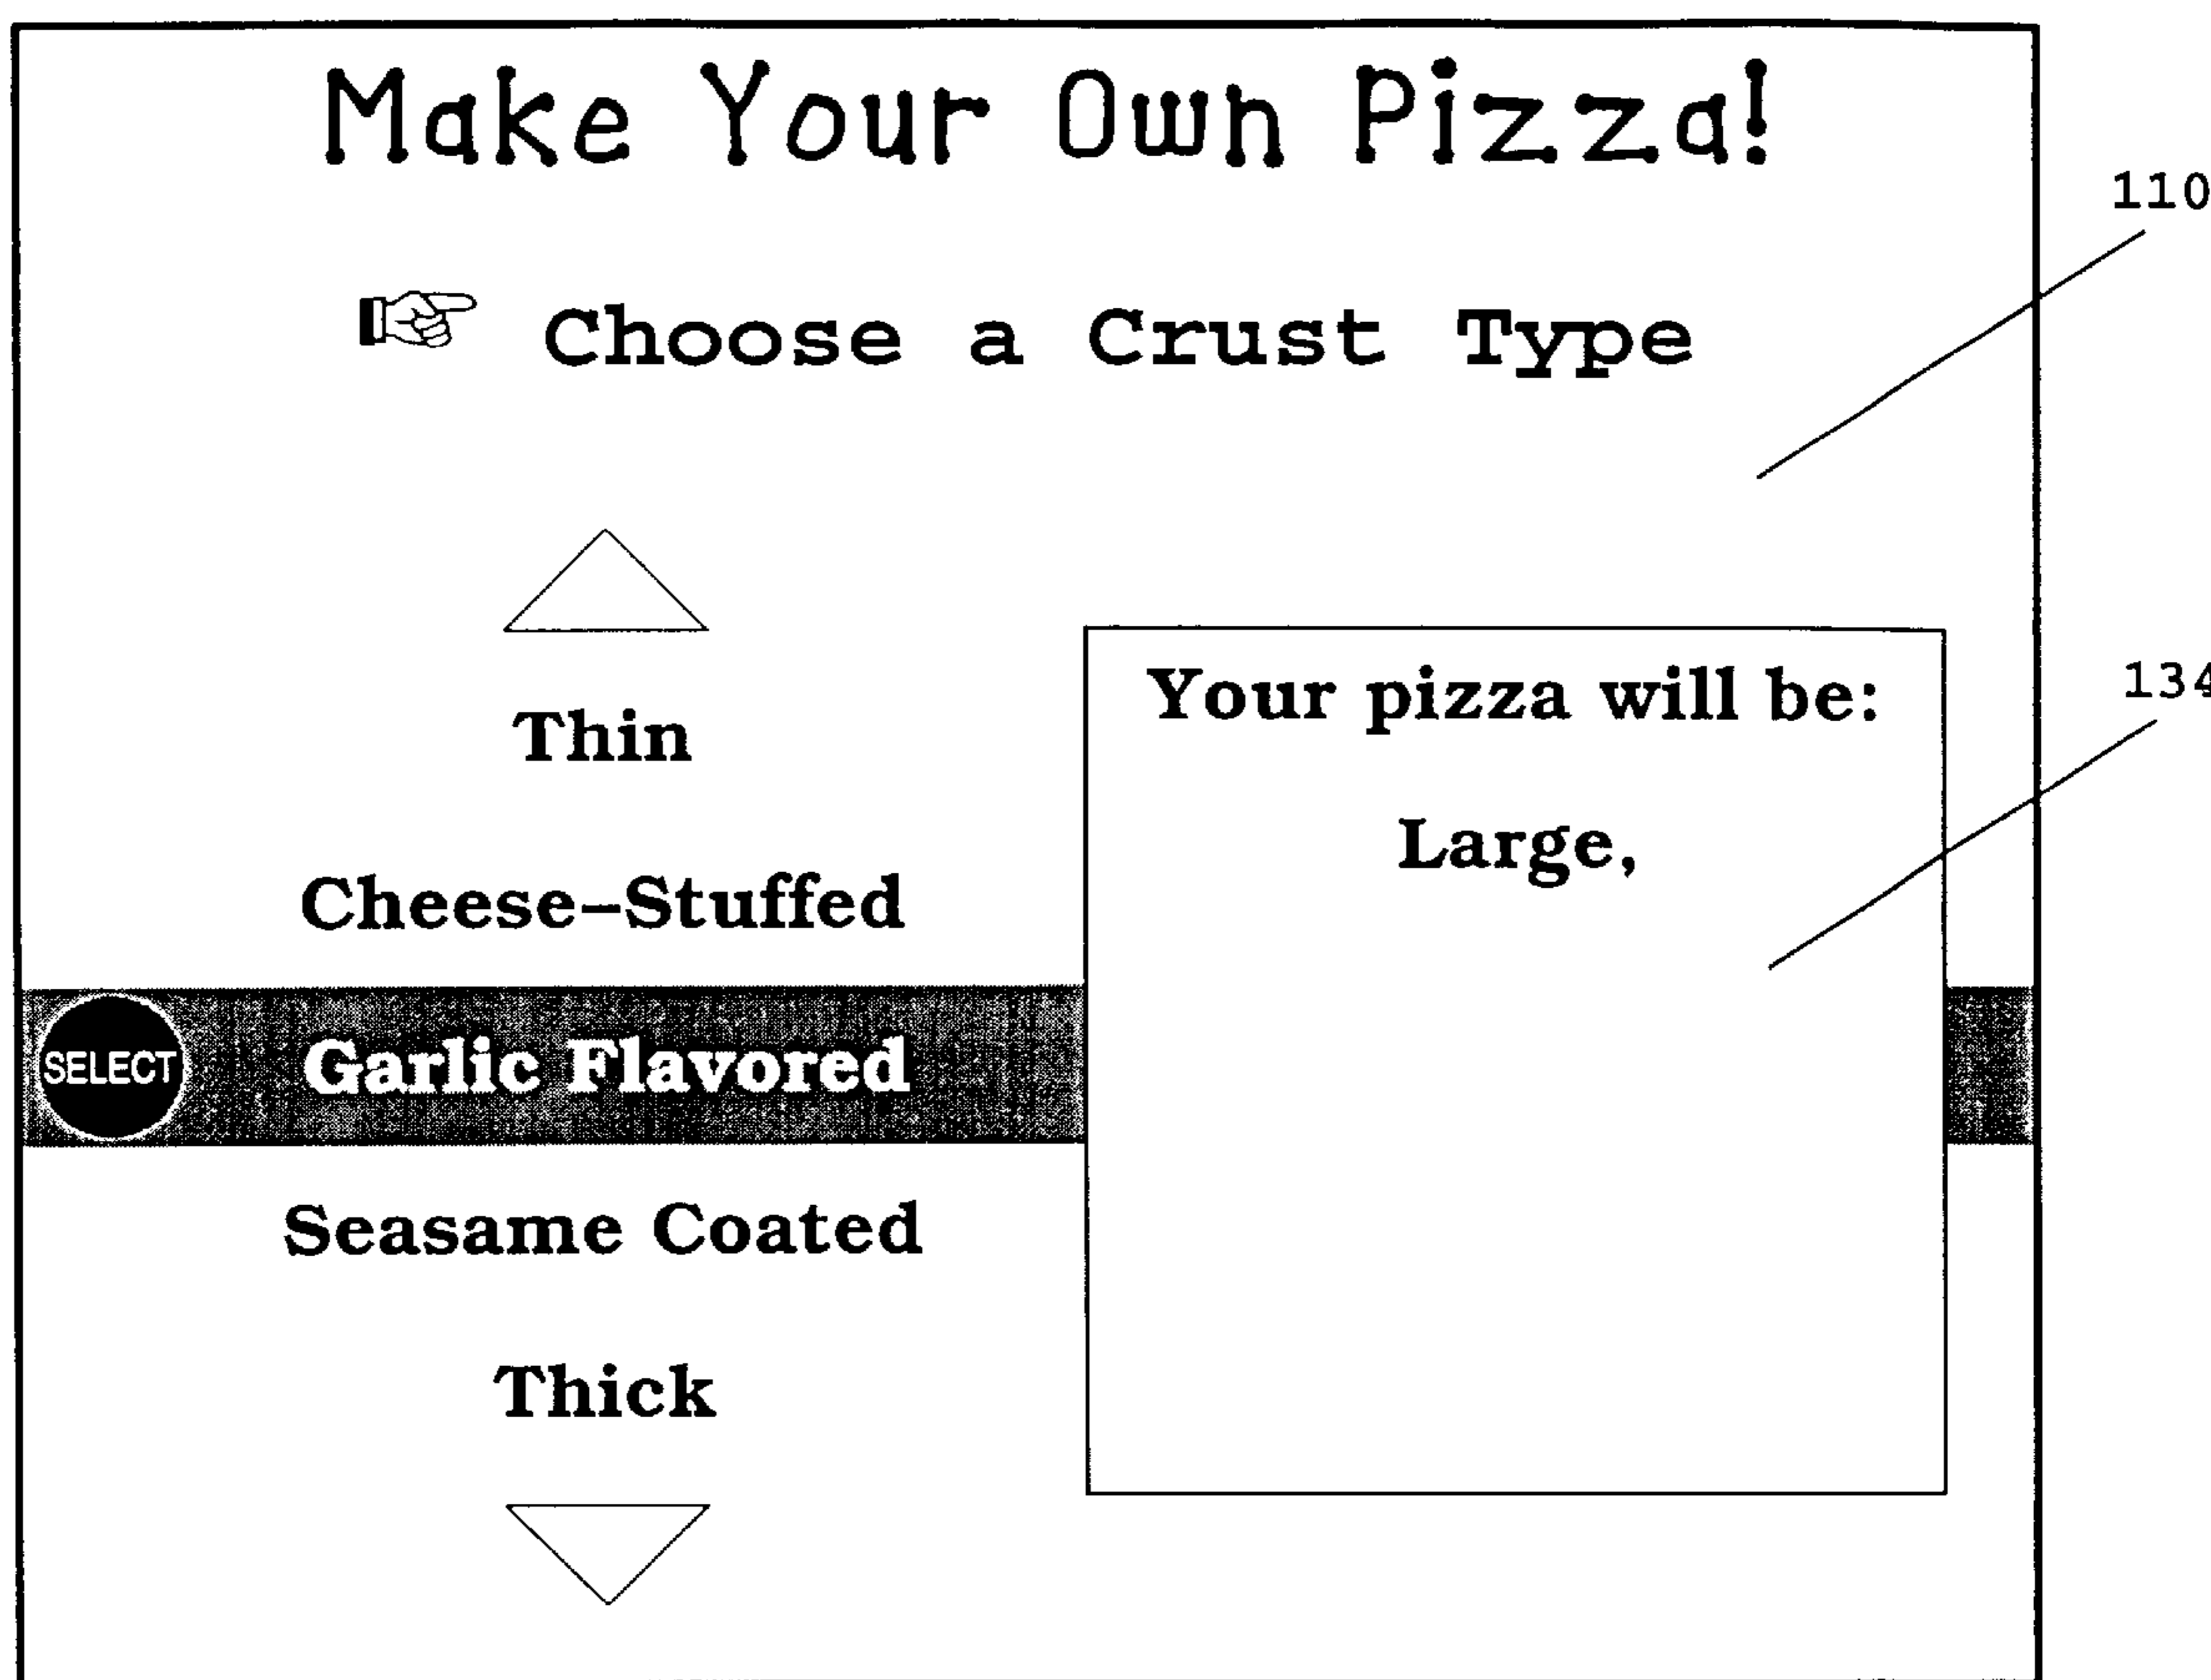 Make Your Own Pizza!
110
☞ Choose a Crust Type
Your pizza will be:
134
Thin
Large,
Cheese-Stuffed
SELECT Garlic Flavored
Seasame Coated
Thick